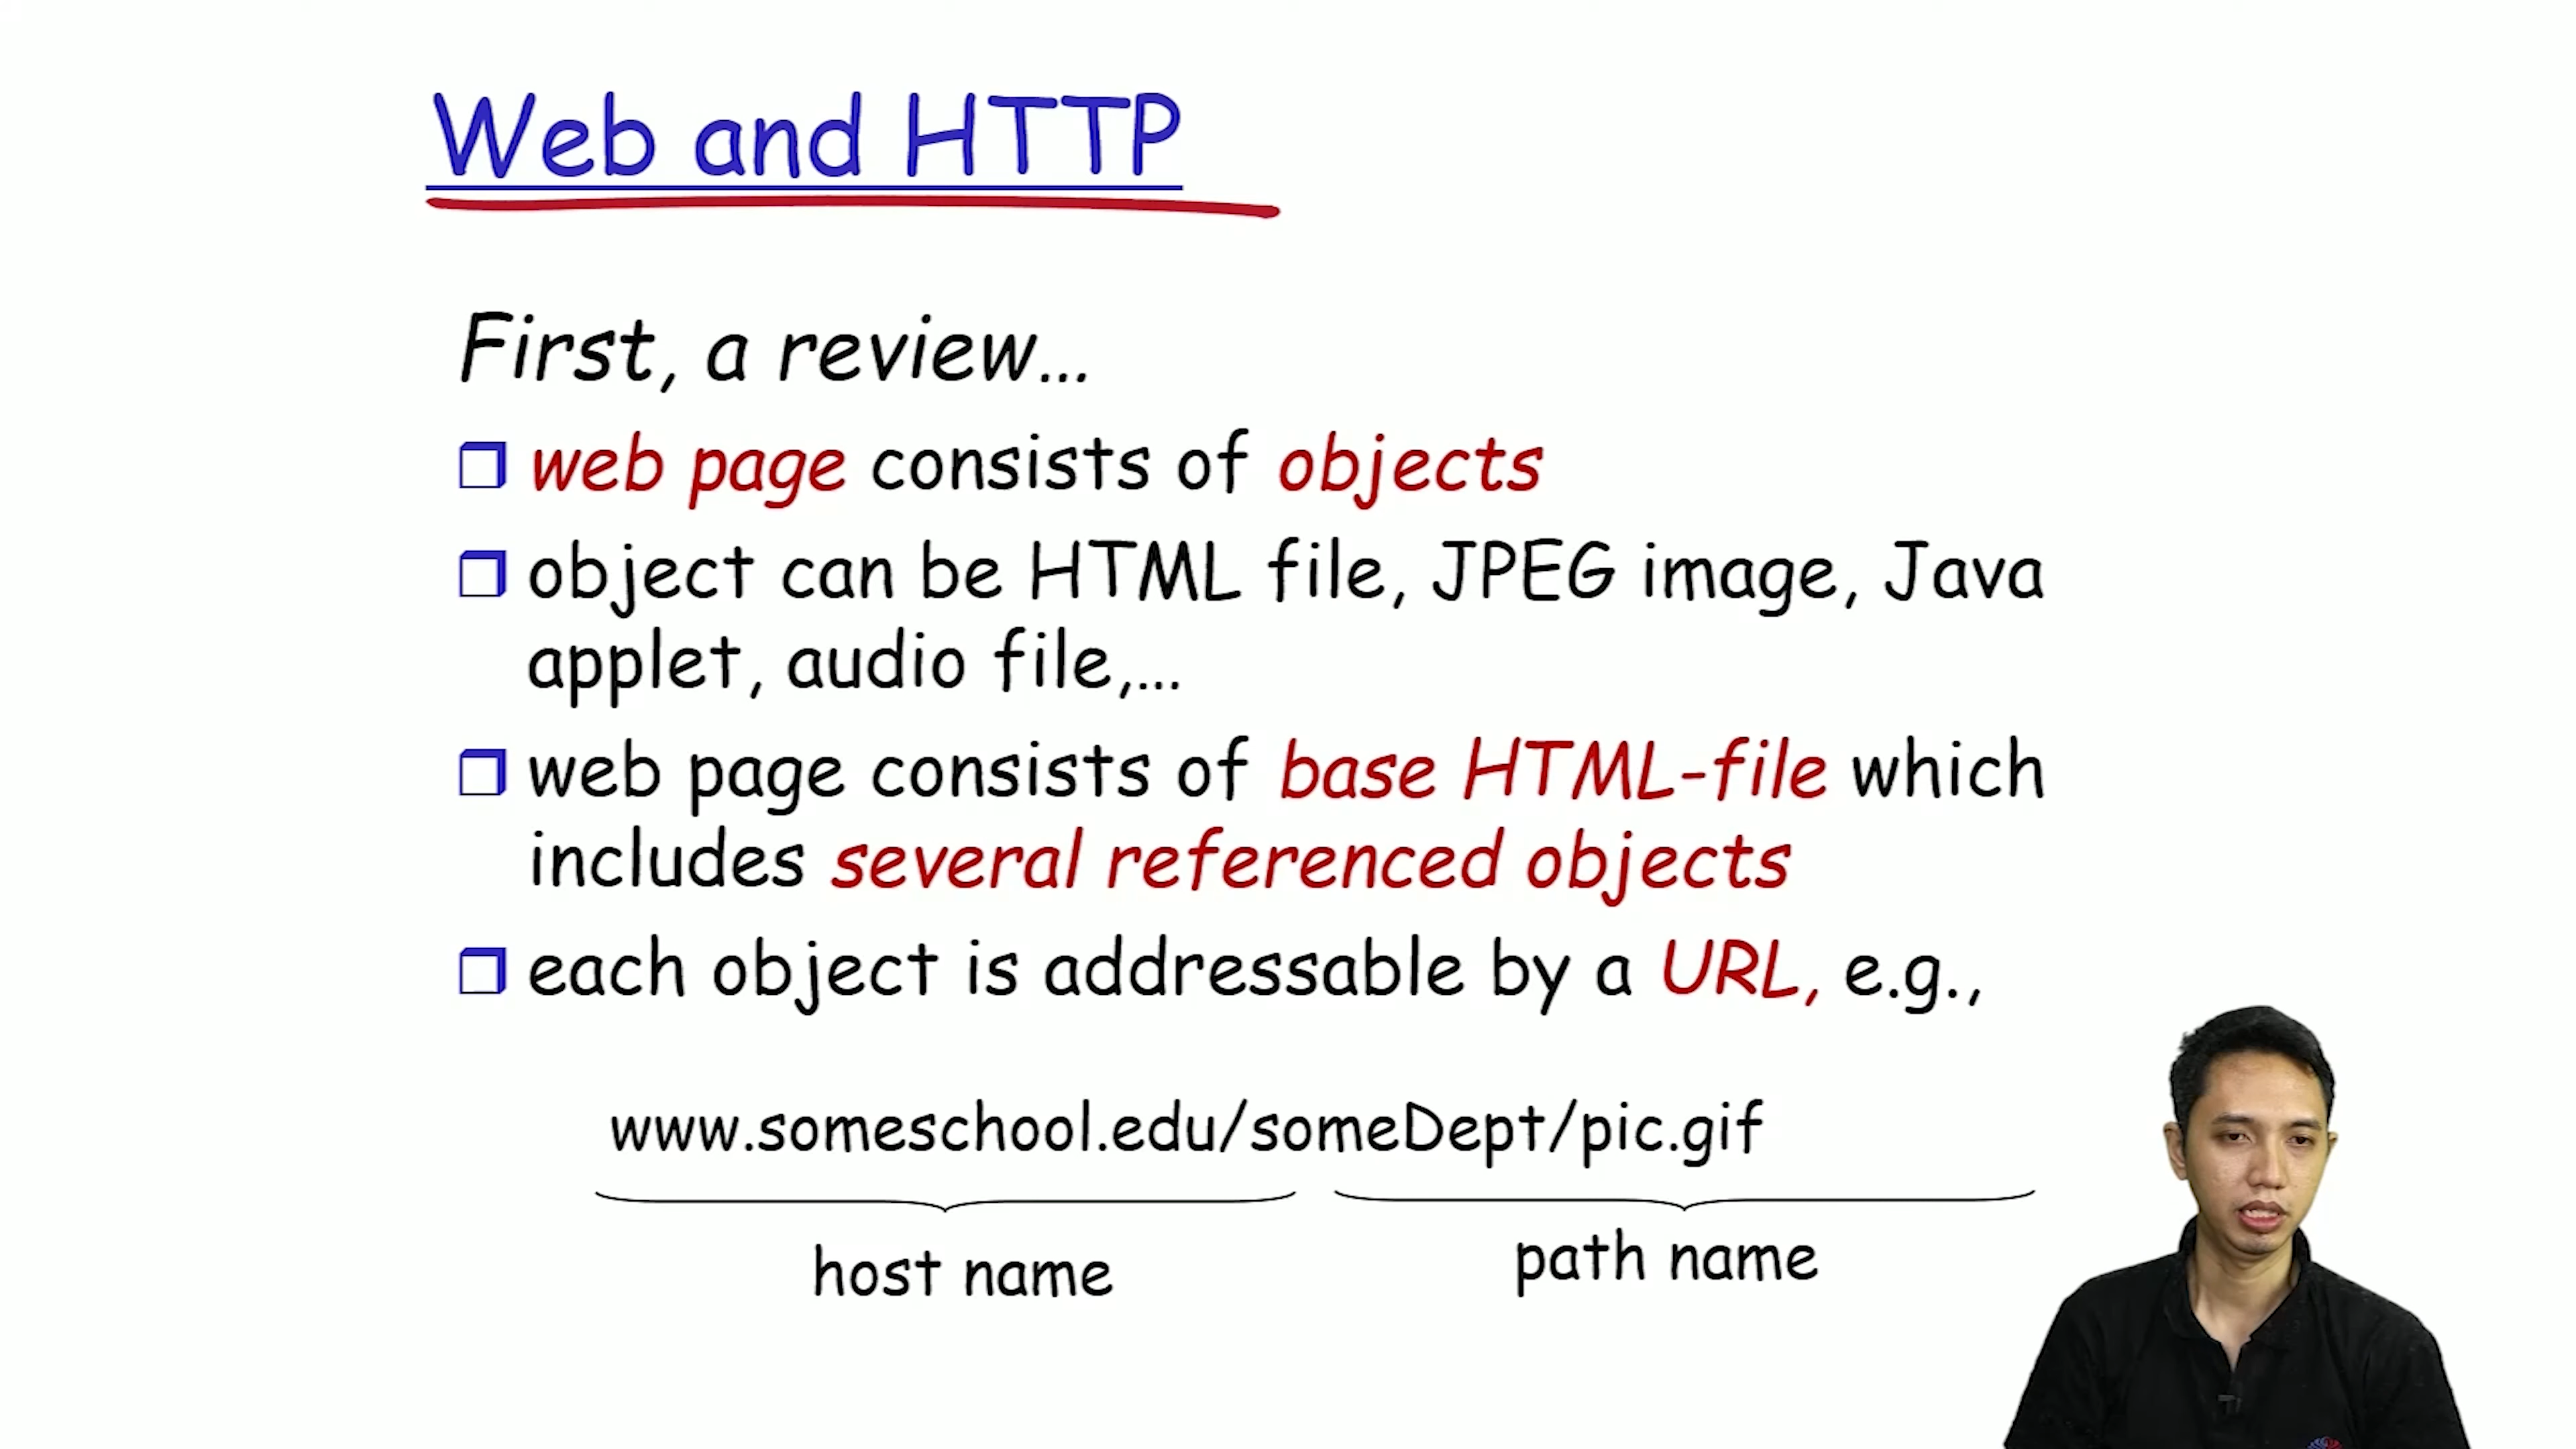 Web and HTTP
First, a review…
web page consists of objects
object can be HTML file, JPEG image, Java
applet, audio file,…
web page consists of base HTML-file which
includes several referenced objects
each object is addressable by a URL, e.g.,
www.someschool.edu/someDept/pic.gif
host name
path name